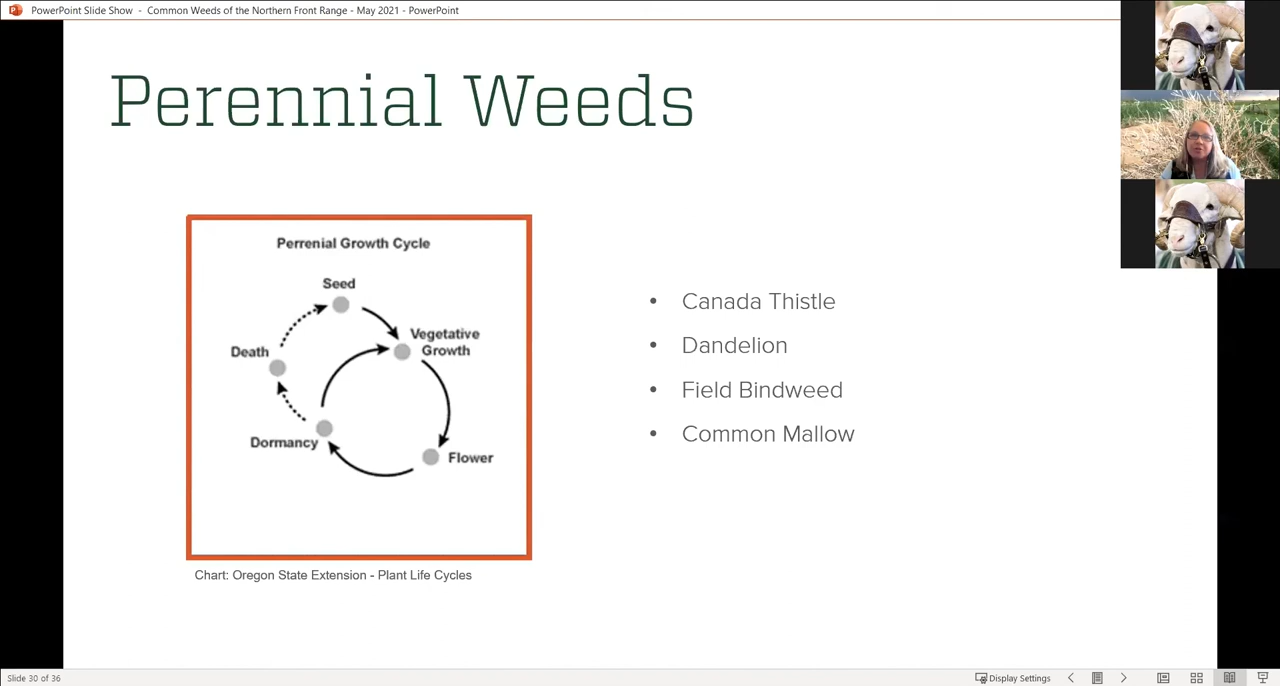 PowerPoint Slide Show - Common Weeds of the Northern Front Range - May 2021 - PowerPoint
Perennial Weeds
Perrenial Growth Cycle
Seed
Vegetative
Growth
Death
Dormancy
Flower
Chart: Oregon State Extension - Plant Life Cycles
• Canada Thistle
• Dandelion
• Field Bindweed
• Common Mallow
Slide 30 of 36
Display Settings